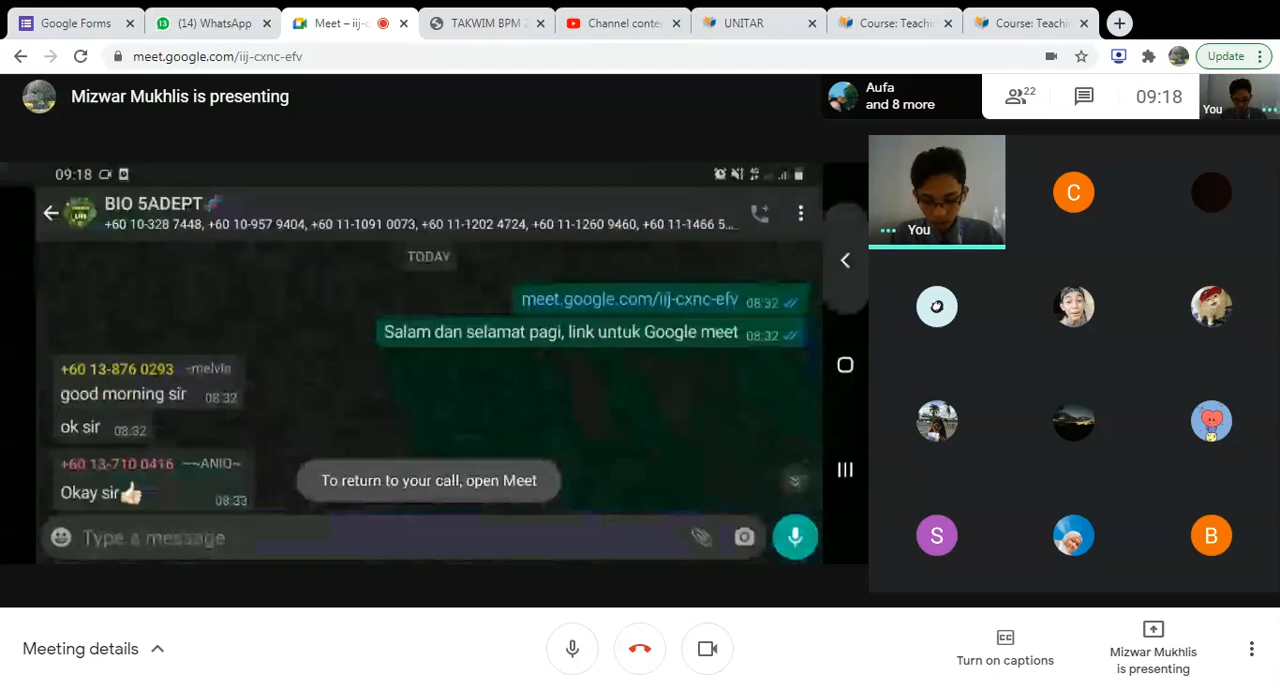 Google Forms
(14) WhatsApp
Meet – iij-c
TAKWIM BPM 2
Channel conte
UNITAR
Course: Teachi
Course: Teachi
meet.google.com/iij-cxnc-efv
Update
Mizwar Mukhlis is presenting
Aufa
and 8 more
22
09:18
You
09:18
BIO 5ADEPT
+60 10-328 7448, +60 10-957 9404, +60 11-1091 0073, +60 11-1202 4724, +60 11-1260 9460, +60 11-1466 5...
You
C
TODAY
meet.google.com/iij-cxnc-efv 08:32
Salam dan selamat pagi, link untuk Google meet 08:32
+60 13-876 0293 ~melvin
good morning sir 08:32
ok sir 08:32
+60 13-710 0416 ~~ANIQ~
Okay sir 08:33
To return to your call, open Meet
Type a message
S
B
Meeting details
Turn on captions
Mizwar Mukhlis
is presenting